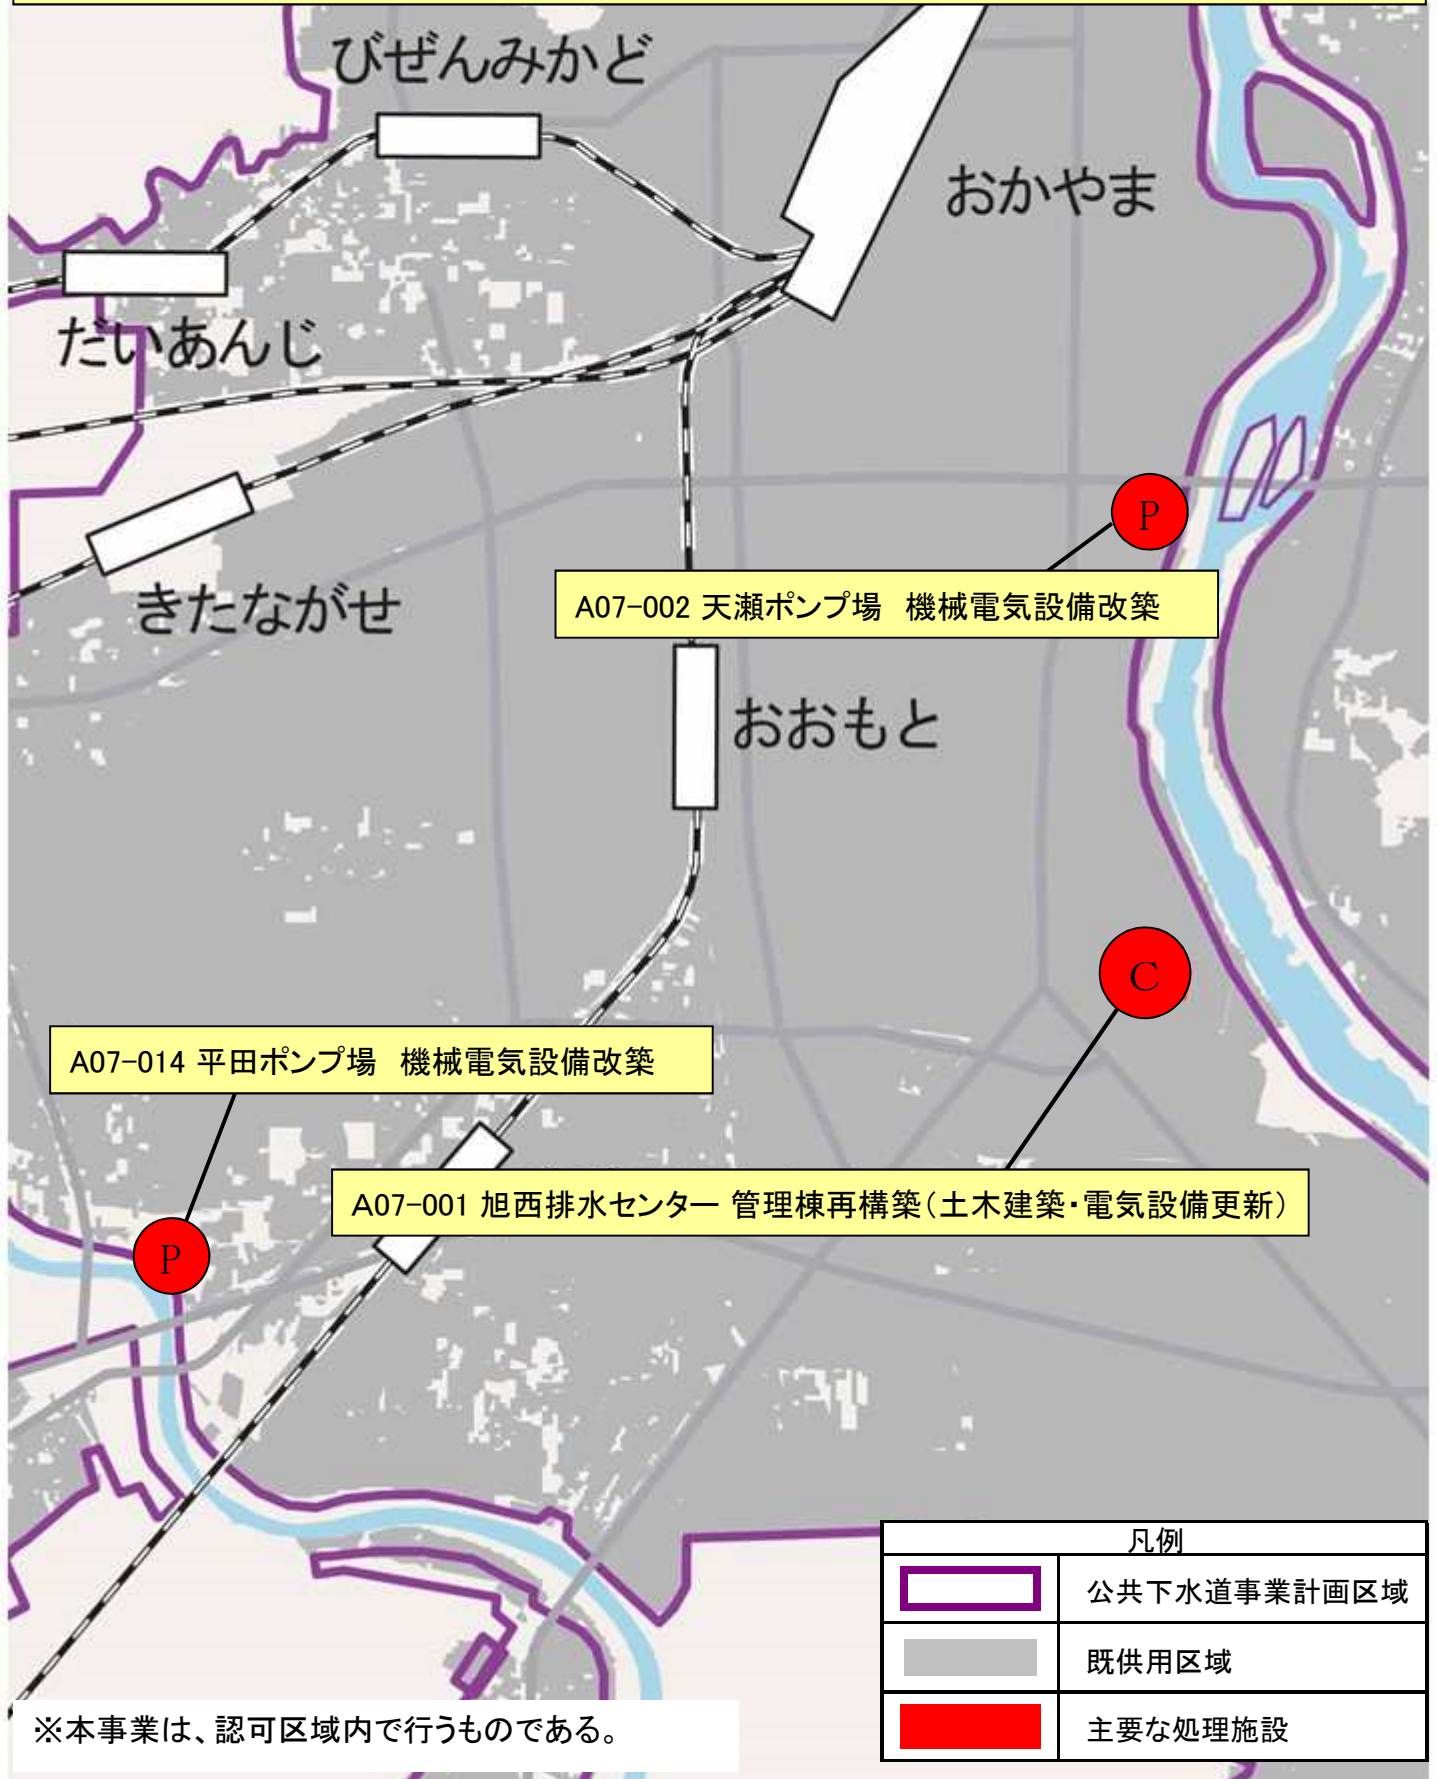 びぜんみかど
おかやま
だいあんじ
P
A07-002 天瀬ポンプ場　機械電気設備改築
きたながせ
おおもと
C
A07-014 平田ポンプ場　機械電気設備改築
A07-001 旭西排水センター 管理棟再構築（土木建築・電気設備更新）
P
凡例
公共下水道事業計画区域
既供用区域
主要な処理施設
※本事業は、認可区域内で行うものである。